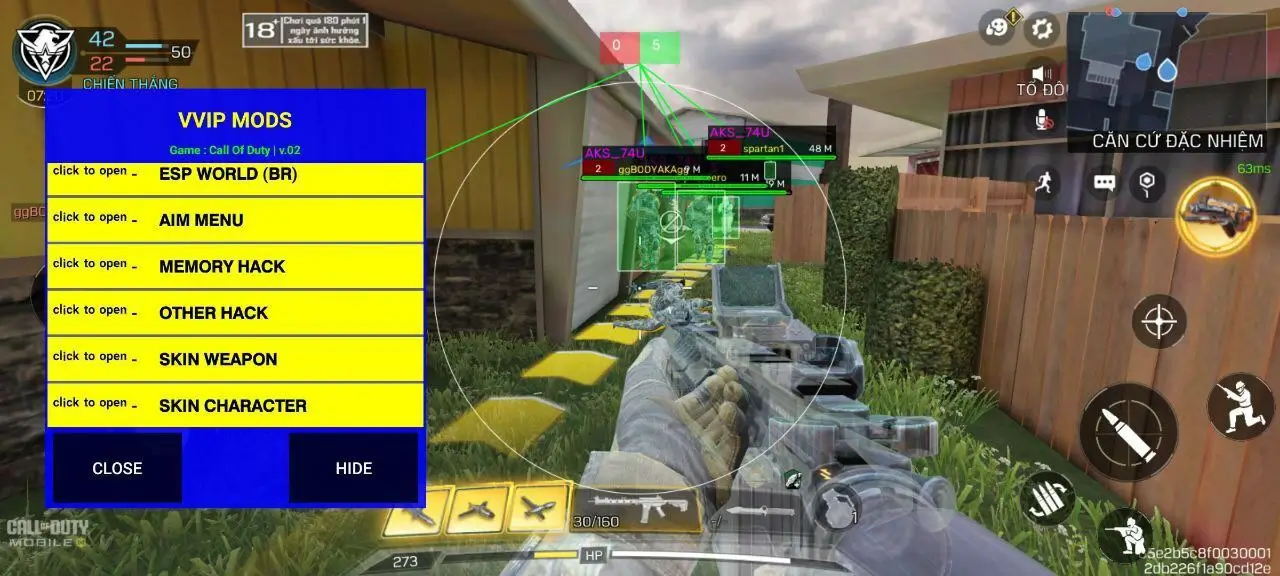 42
22
50
CHIẾN THẮNG
18+
Chơi quá 180 phút 1
ngày ảnh hưởng
xấu tới sức khỏe.
0 5
TỔ ĐỘ
CĂN CỨ ĐẶC NHIỆM
63ms
VVIP MODS
Game : Call Of Duty | v.02
click to open - ESP WORLD (BR)
click to open - AIM MENU
click to open - MEMORY HACK
click to open - OTHER HACK
click to open - SKIN WEAPON
click to open - SKIN CHARACTER
CLOSE
HIDE
AKS_74U
2 spartan1 48 M
AKS_74U
2 ggBOOYAKAgg
11 M
9 M
30/160
1
273
HP
CALL OF DUTY
MOBILE
2db226f1a90cd12e